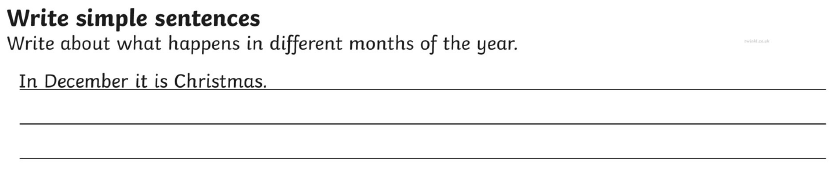 Write simple sentences
Write about what happens in different months of the year.
In December it is Christmas.